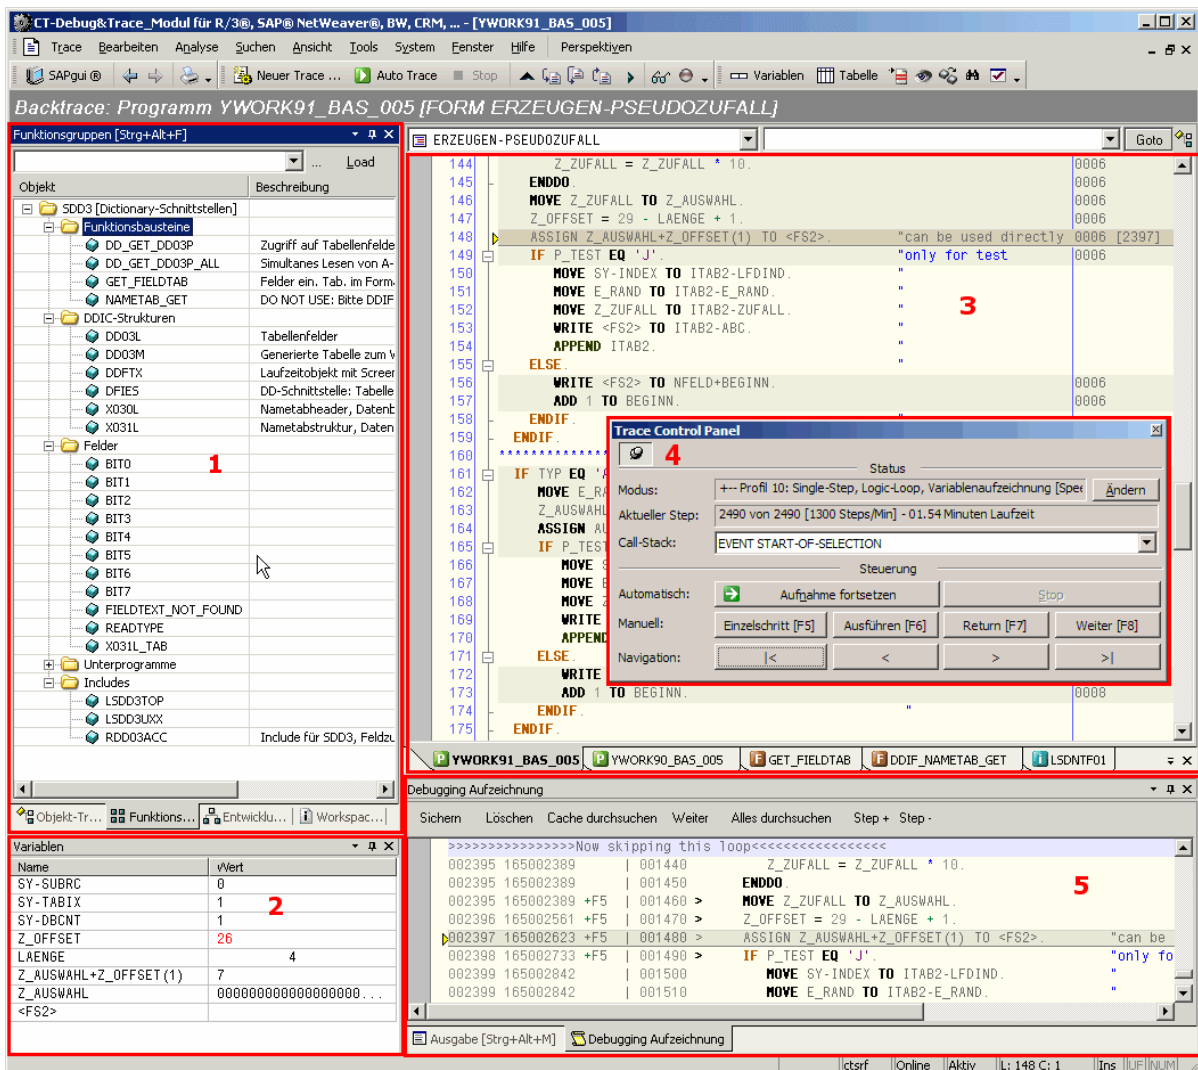 CT-Debug&Trace_Modul für R/3®, SAP® NetWeaver®, BW, CRM, ... - [YWORK91_BAS_005]
Trace Bearbeiten Analyse Suchen Ansicht Tools System Fenster Hilfe Perspektiven
SAPgui ® Neuer Trace ... Auto Trace Stop Variablen Tabelle
Backtrace: Programm YWORK91_BAS_005 [FORM ERZEUGEN-PSEUDOZUFALL]
Funktionsgruppen [Strg+Alt+F]
... Load
Objekt Beschreibung
SDD3 [Dictionary-Schnittstellen]
Funktionsbausteine
DD_GET_DD03P Zugriff auf Tabellenfelde
DD_GET_DD03P_ALL Simultanes Lesen von A-
GET_FIELDTAB Felder ein. Tab. im Form.
NAMETAB_GET DO NOT USE: Bitte DDIF
DDIC-Strukturen
DD03L Tabellenfelder
DD03M Generierte Tabelle zum V
DDFTX Laufzeitobjekt mit Screer
DFIES DD-Schnittstelle: Tabelle
X030L Nametabheader, Datenb
X031L Nametabstruktur, Daten
Felder
BIT0
BIT1
1
BIT2
BIT3
BIT4
BIT5
BIT6
BIT7
FIELDTEXT_NOT_FOUND
READTYPE
X031L_TAB
Unterprogramme
Includes
LSDD3TOP
LSDD3UXX
RDD03ACC Include für SDD3, Feldzu
Objekt-Tr... Funktions... Entwicklu... Workspac...
Variablen
Name Wert
SY-SUBRC 0
SY-TABIX 1
2
SY-DBCNT 1
Z_OFFSET 26
LAENGE 4
Z_AUSWAHL+Z_OFFSET(1) 7
Z_AUSWAHL 000000000000000000...
<FS2>
ERZEUGEN-PSEUDOZUFALL Goto
144 Z_ZUFALL = Z_ZUFALL * 10. 0006
145 ENDDO. 0006
146 MOVE Z_ZUFALL TO Z_AUSWAHL. 0006
147 Z_OFFSET = 29 - LAENGE + 1. 0006
148 ASSIGN Z_AUSWAHL+Z_OFFSET(1) TO <FS2>. "can be used directly 0006 [2397]
149 IF P_TEST EQ 'J'. "only for test 0006
150 MOVE SY-INDEX TO ITAB2-LFDIND. "
151 MOVE E_RAND TO ITAB2-E_RAND. "
152 MOVE Z_ZUFALL TO ITAB2-ZUFALL. "
3
153 WRITE <FS2> TO ITAB2-ABC. "
154 APPEND ITAB2. "
155 ELSE. "
156 WRITE <FS2> TO NFELD+BEGINN. 0006
157 ADD 1 TO BEGINN. 0006
158 ENDIF. "
159 ENDIF.
160 **************
161 IF TYP EQ 'A
162 MOVE E_RA
163 Z_AUSWAHL
164 ASSIGN AU
165 IF P_TEST
166 MOVE S
167 MOVE E
168 MOVE Z
169 WRITE
170 APPEND
171 ELSE.
172 WRITE
173 ADD 1 TO BEGINN. 0008
174 ENDIF. "
175 ENDIF.
Trace Control Panel
4
Status
Modus: +-- Profil 10: Single-Step, Logic-Loop, Variablenaufzeichnung [Spee Ändern
Aktueller Step: 2490 von 2490 [1300 Steps/Min] - 01.54 Minuten Laufzeit
Call-Stack: EVENT START-OF-SELECTION
Steuerung
Automatisch: Aufnahme fortsetzen Stop
Manuell: Einzelschritt [F5] Ausführen [F6] Return [F7] Weiter [F8]
Navigation: |< < > >|
YWORK91_BAS_005 YWORK90_BAS_005 GET_FIELDTAB DDIF_NAMETAB_GET LSDNTF01
Debugging Aufzeichnung
Sichern Löschen Cache durchsuchen Weiter Alles durchsuchen Step + Step -
>>>>>>>>>>>>>>>>>Now skipping this loop<<<<<<<<<<<<<<<<<<
002395 165002389 | 001440 Z_ZUFALL = Z_ZUFALL * 10.
002395 165002389 | 001450 ENDDO.
5
002395 165002389 +F5 | 001460 > MOVE Z_ZUFALL TO Z_AUSWAHL.
002396 165002561 +F5 | 001470 > Z_OFFSET = 29 - LAENGE + 1.
002397 165002623 +F5 | 001480 > ASSIGN Z_AUSWAHL+Z_OFFSET(1) TO <FS2>. "can be
002398 165002733 +F5 | 001490 > IF P_TEST EQ 'J'. "only fo
002399 165002842 | 001500 MOVE SY-INDEX TO ITAB2-LFDIND. "
002399 165002842 | 001510 MOVE E_RAND TO ITAB2-E_RAND. "
Ausgabe [Strg+Alt+M] Debugging Aufzeichnung
ctsrf Online Aktiv L: 148 C: 1 Ins UF NUM